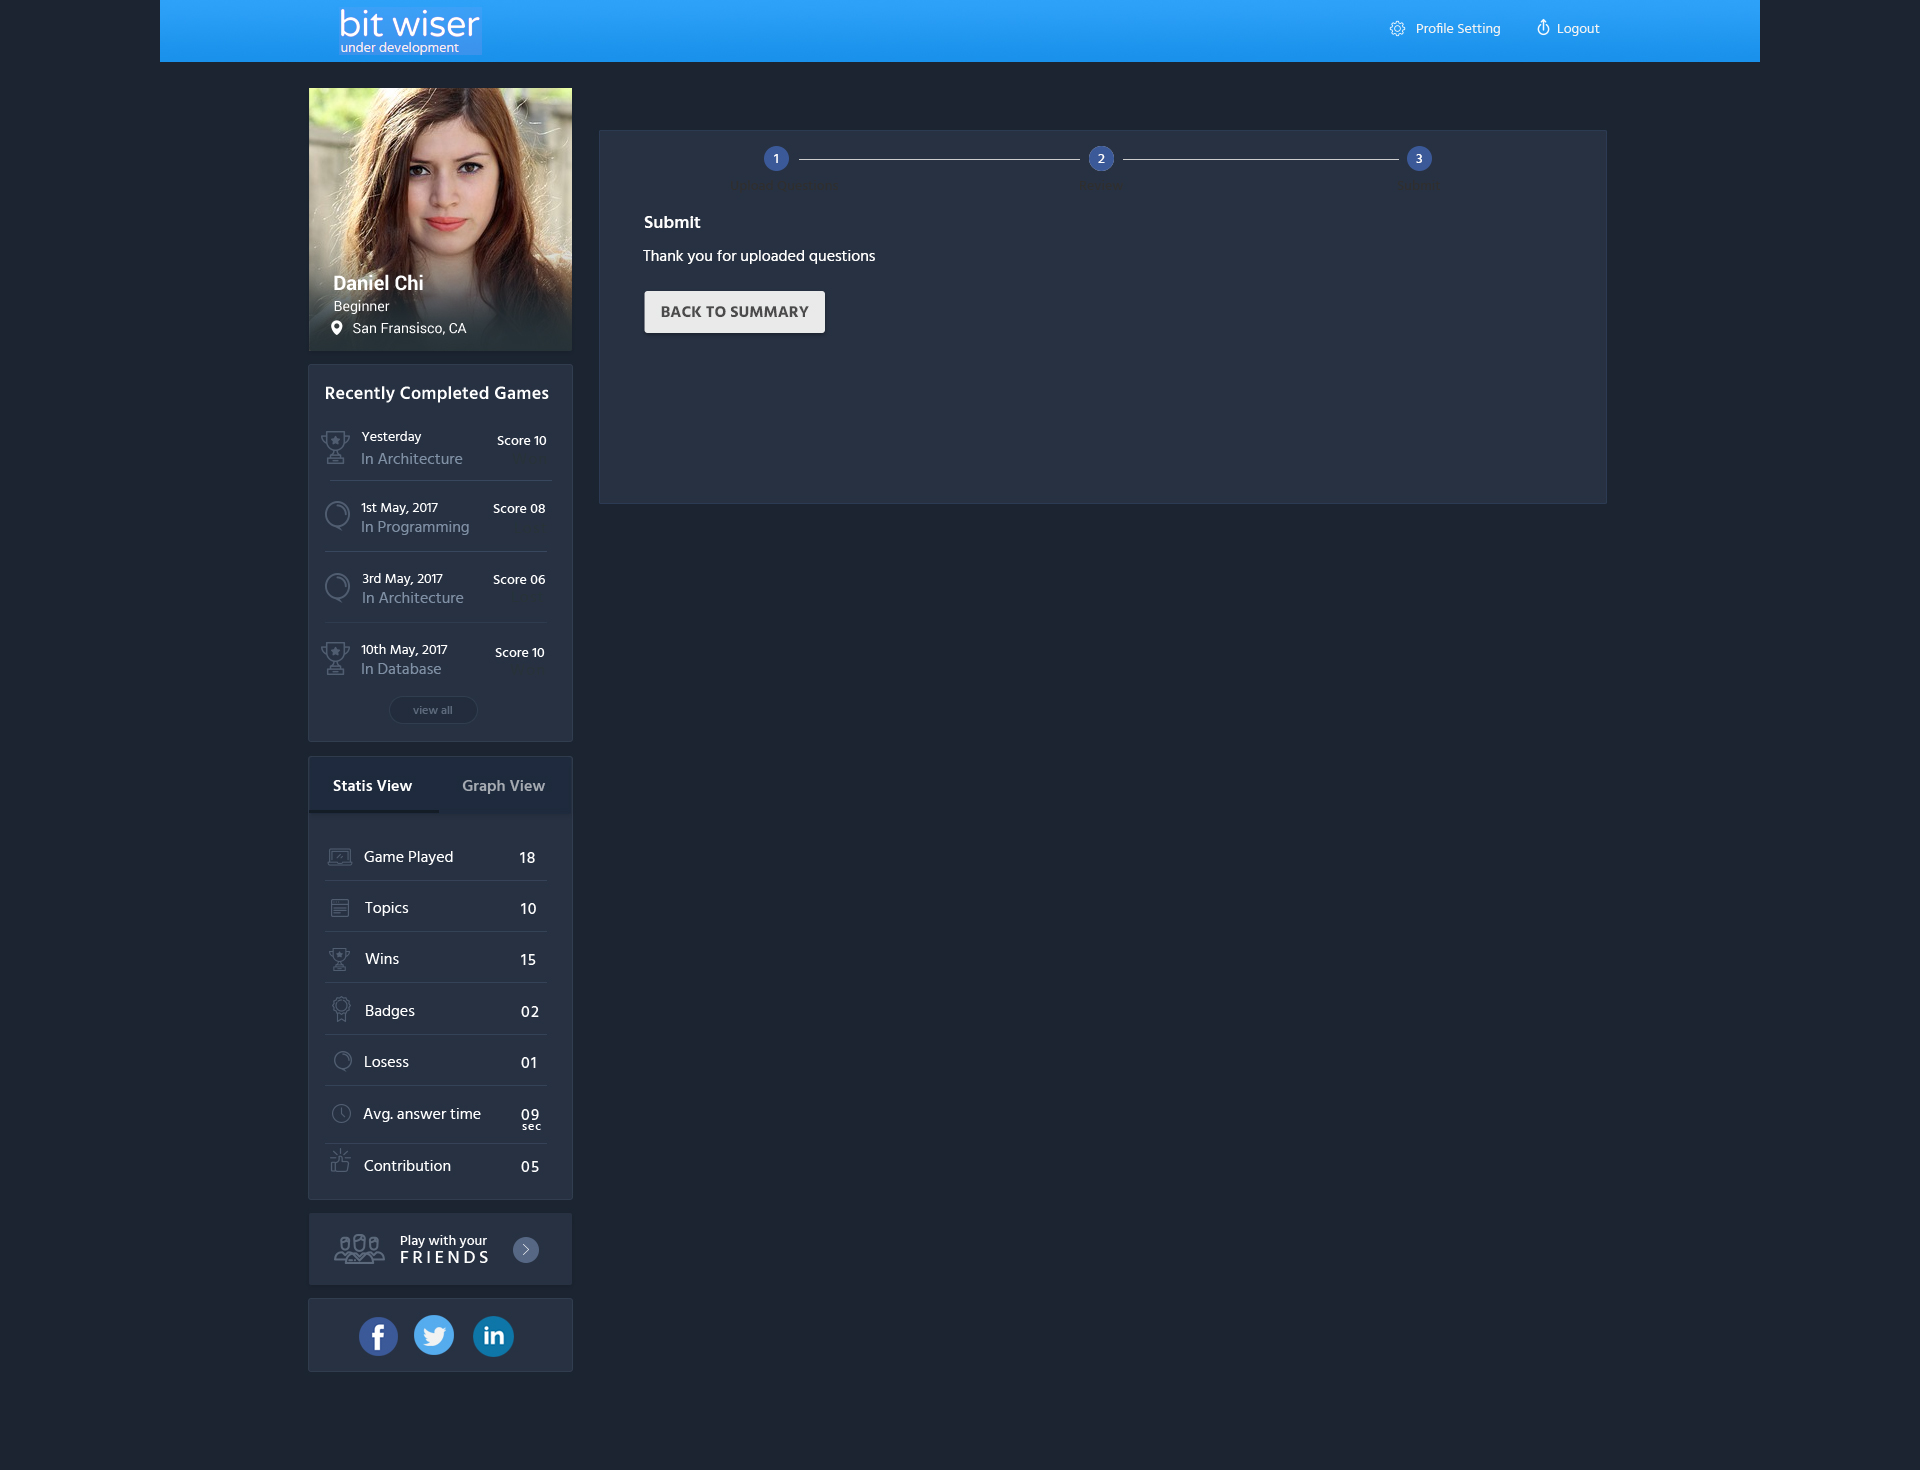 bit wiser
under development
Profile Setting
Logout
Daniel Chi
Beginner
San Fransisco, CA
1
2
3
Submit
Thank you for uploaded questions
BACK TO SUMMARY
Recently Completed Games
Yesterday
Score 10
In Architecture
1st May, 2017
Score 08
In Programming
3rd May, 2017
Score 06
In Architecture
10th May, 2017
Score 10
In Database
view all
Statis View
Graph View
Game Played
18
Topics
10
Wins
15
Badges
02
Losess
01
Avg. answer time
09
sec
Contribution
05
Play with your
FRIENDS
f
in